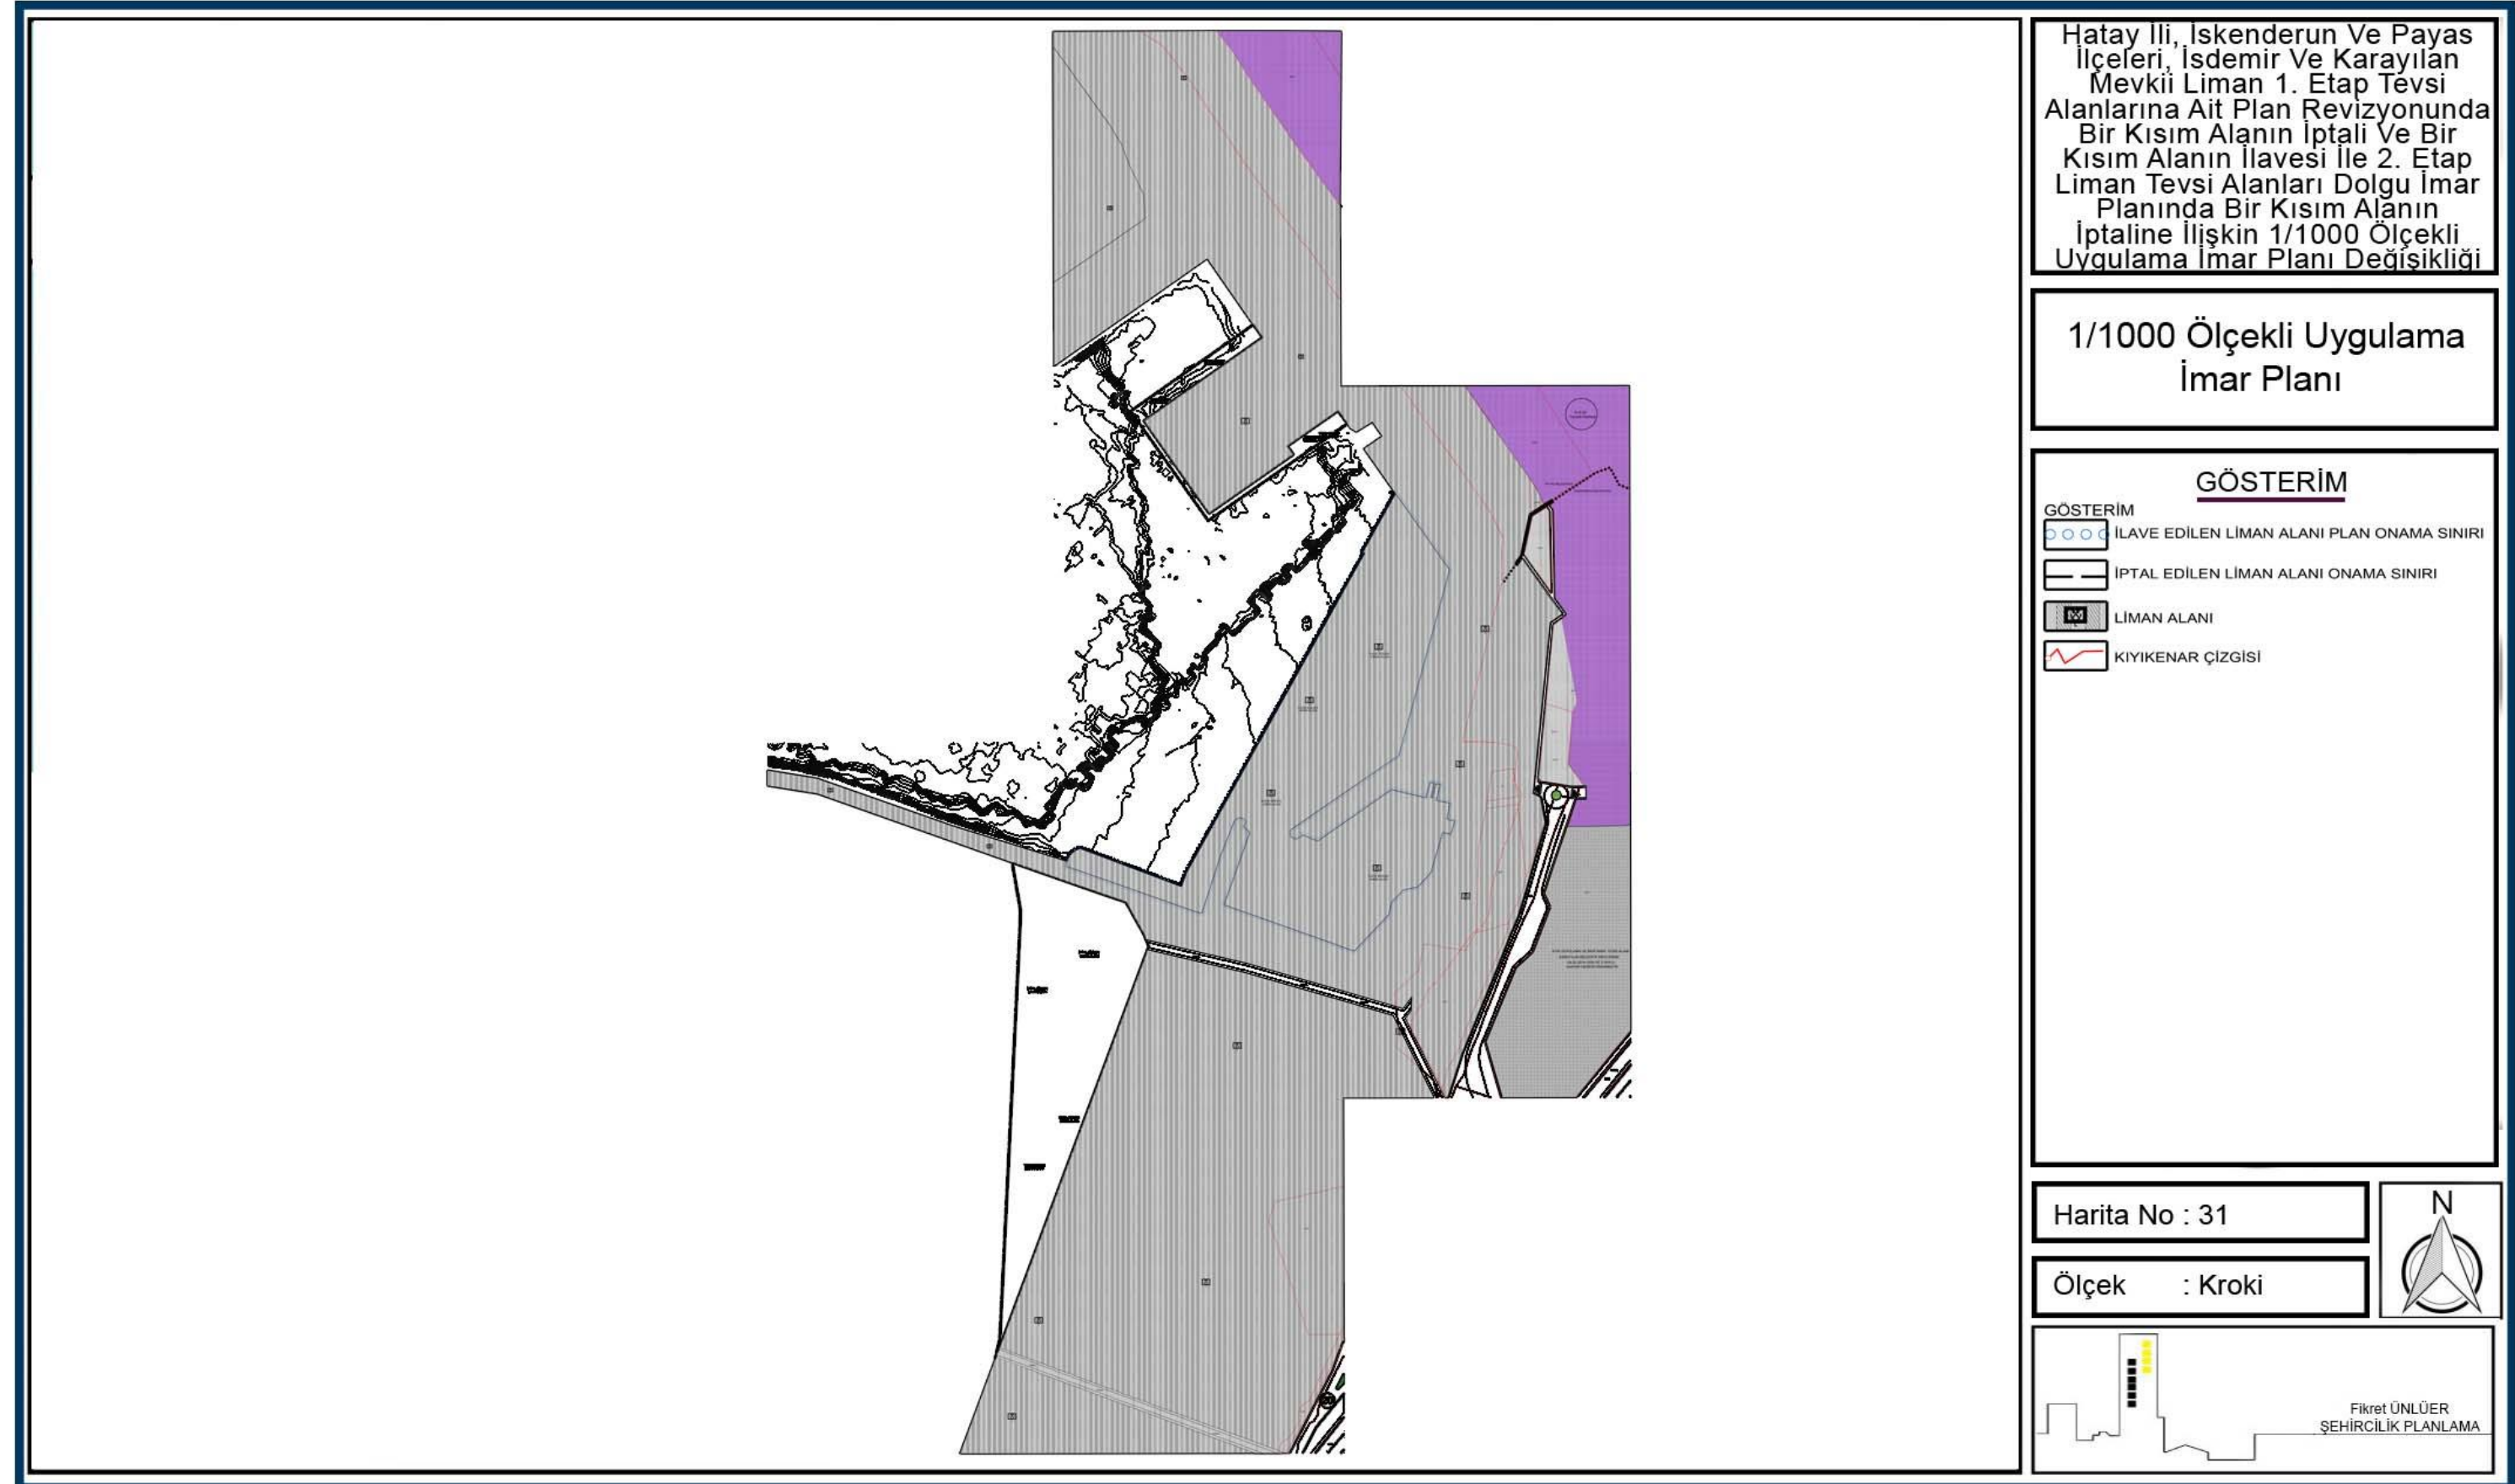 Hatay İli, İskenderun Ve Payas
İlçeleri, İsdemir Ve Karayılan
Mevkii Liman 1. Etap Tevsi
Alanlarına Ait Plan Revizyonunda
Bir Kısım Alanın İptali Ve Bir
Kısım Alanın İlavesi İle 2. Etap
Liman Tevsi Alanları Dolgu İmar
Planında Bir Kısım Alanın
İptaline İlişkin 1/1000 Ölçekli
Uygulama İmar Planı Değişikliği
1/1000 Ölçekli Uygulama
İmar Planı
GÖSTERİM
GÖSTERİM
İLAVE EDİLEN LİMAN ALANI PLAN ONAMA SINIRI
İPTAL EDİLEN LİMAN ALANI ONAMA SINIRI
LİMAN ALANI
KIYIKENAR ÇİZGİSİ
Harita No : 31
N
Ölçek : Kroki
Fikret ÜNLÜER
ŞEHİRCİLİK PLANLAMA